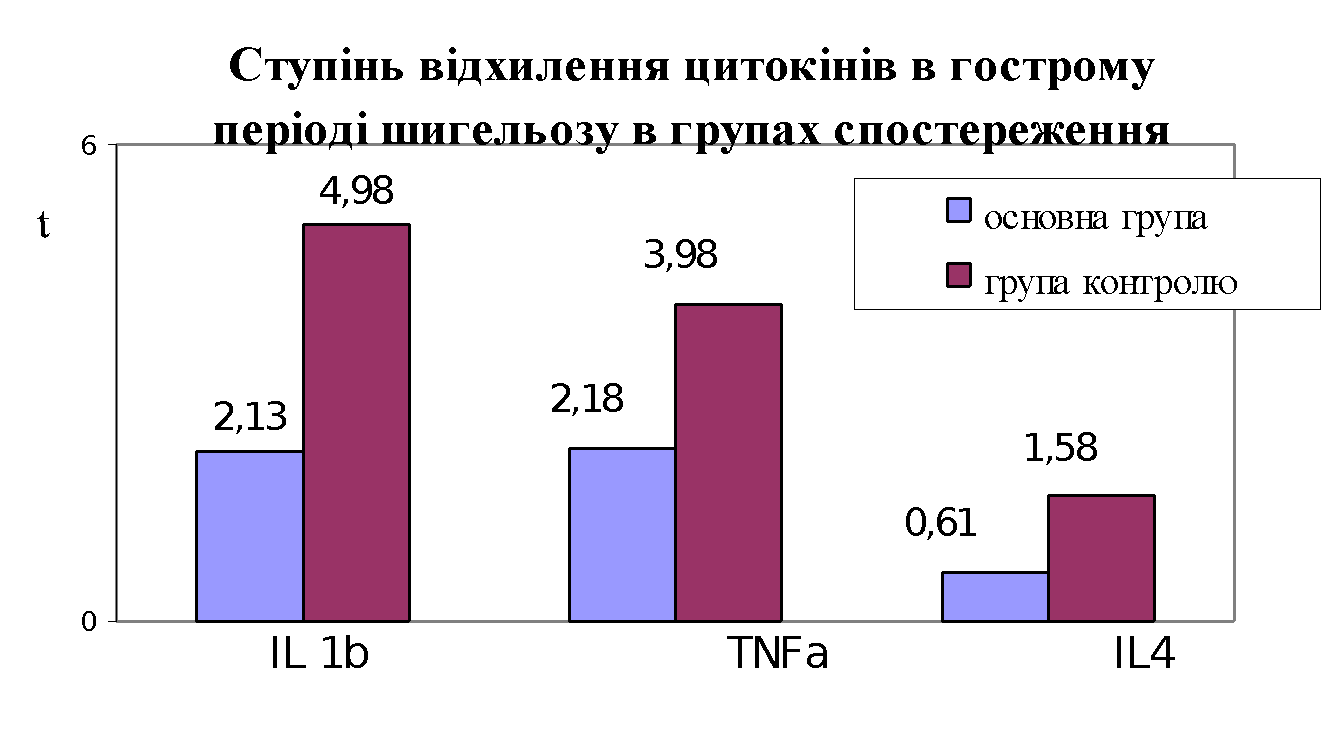 Ступінь відхилення цитокінів в гострому
періоді шигельозу в групах спостереження
6
t
4,98
основна група
3,98
група контролю
2,13
2,18
1,58
0,61
0
IL 1b
TNFa
IL4